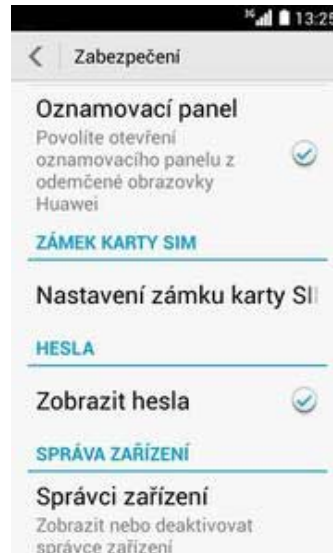 3G 13:25
Zabezpečení
Oznamovací panel
Povolíte otevření
oznamovacího panelu z
odemčené obrazovky
Huawei
ZÁMEK KARTY SIM
Nastavení zámku karty SI
HESLA
Zobrazit hesla
SPRÁVA ZAŘÍZENÍ
Správci zařízení
Zobrazit nebo deaktivovat
správce zařízení